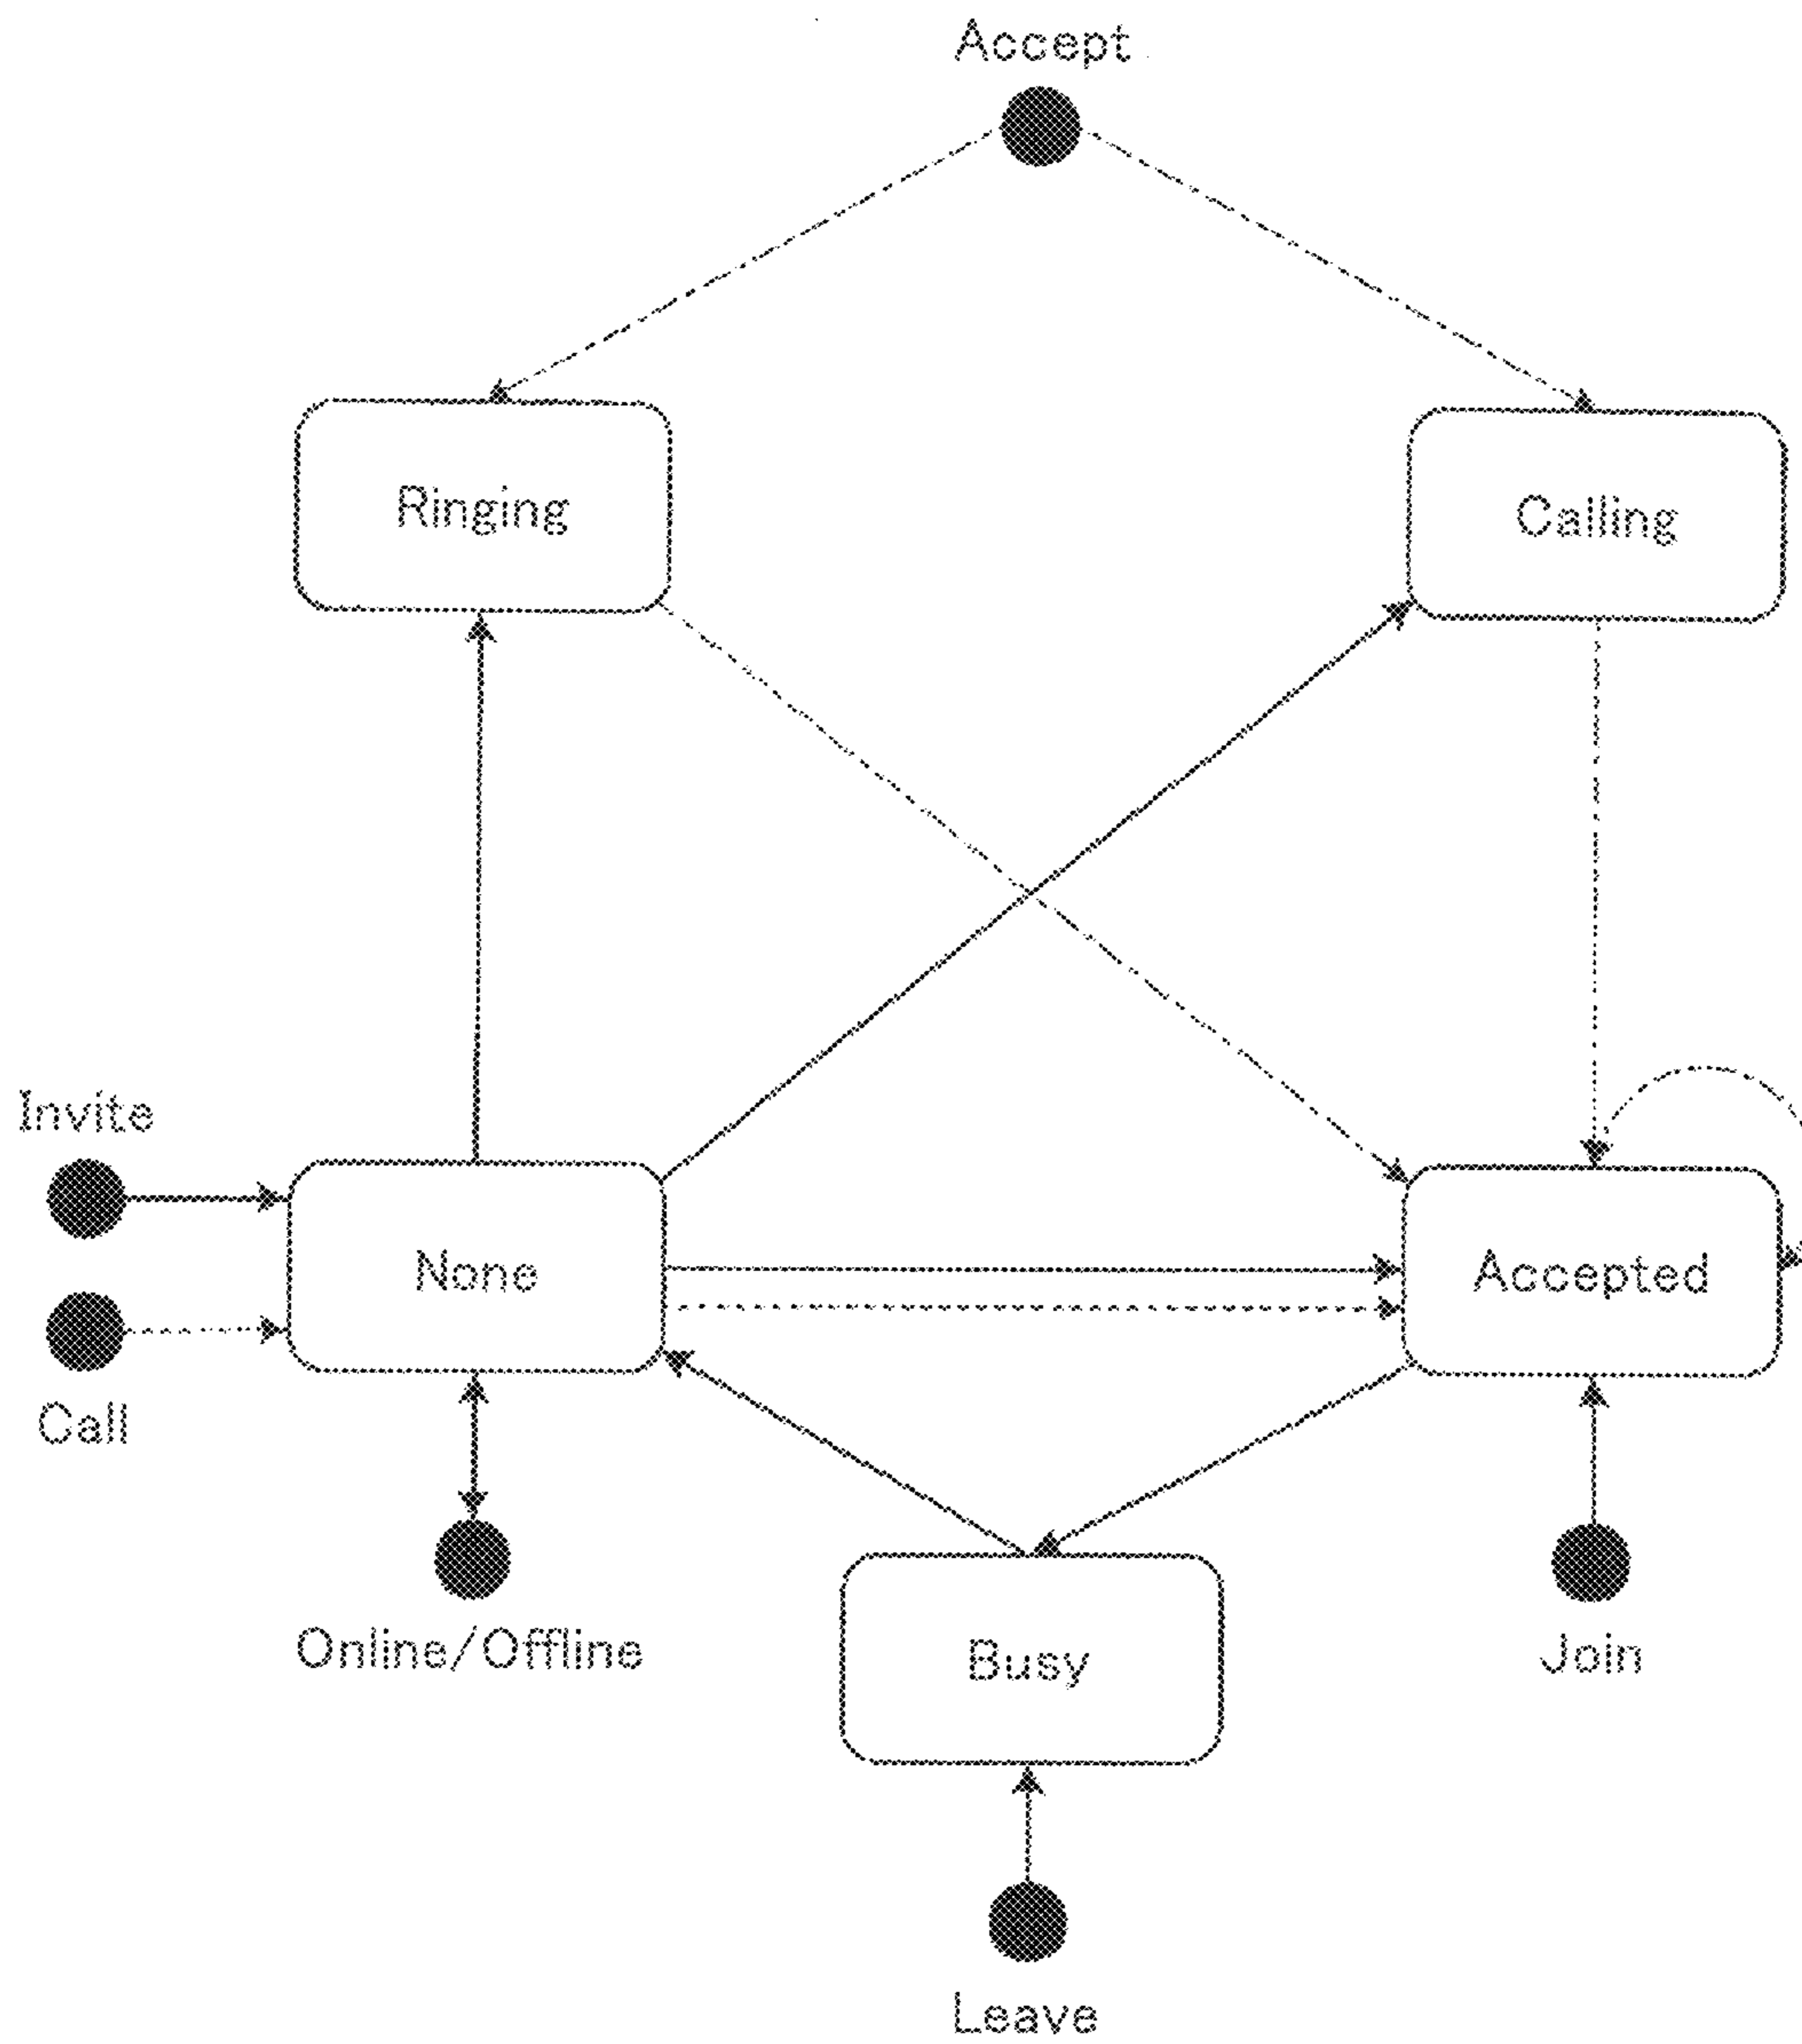 Accept
Ringing
Calling
Invite
None
Accepted
Call
Online/Offline
Busy
Join
Leave